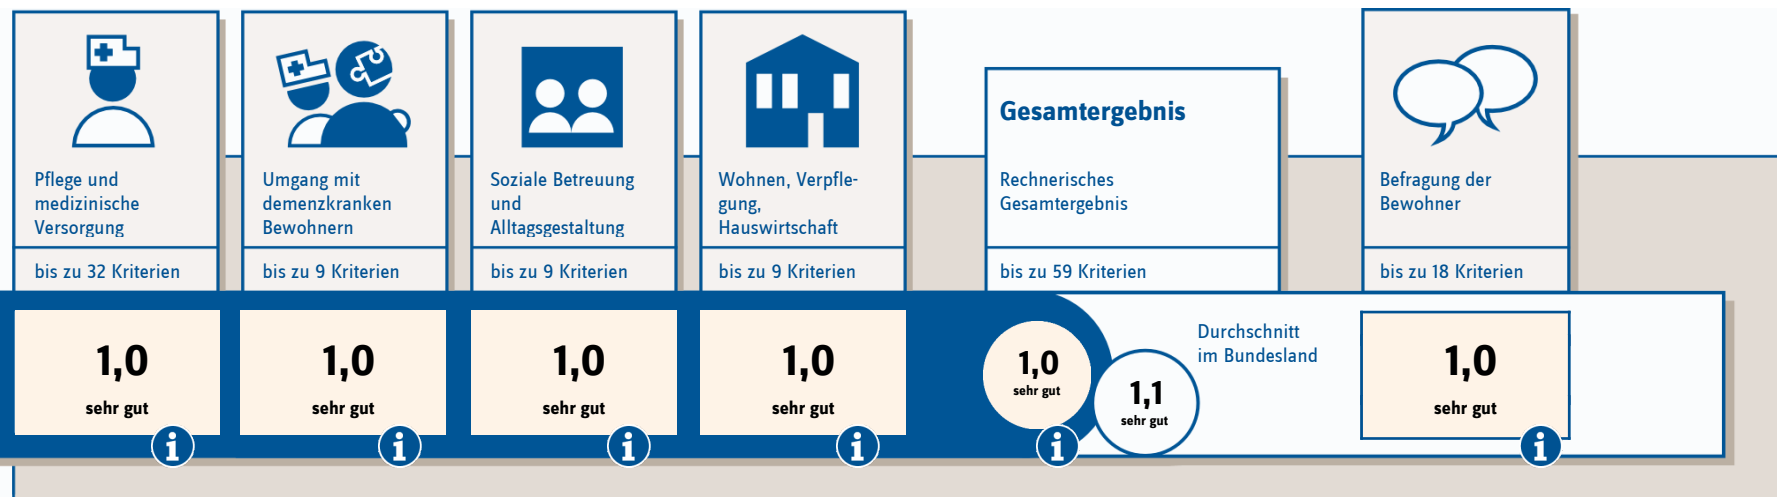 Pflege und
medizinische
Versorgung
bis zu 32 Kriterien
1,0
sehr gut
i
Umgang mit
demenzkranken
Bewohnern
bis zu 9 Kriterien
1,0
sehr gut
i
Soziale Betreuung
und
Alltagsgestaltung
bis zu 9 Kriterien
1,0
sehr gut
i
Wohnen, Verpfle-
gung,
Hauswirtschaft
bis zu 9 Kriterien
1,0
sehr gut
i
Gesamtergebnis
Rechnerisches
Gesamtergebnis
bis zu 59 Kriterien
1,0
sehr gut
i
1,1
sehr gut
Durchschnitt
im Bundesland
Befragung der
Bewohner
bis zu 18 Kriterien
1,0
sehr gut
i